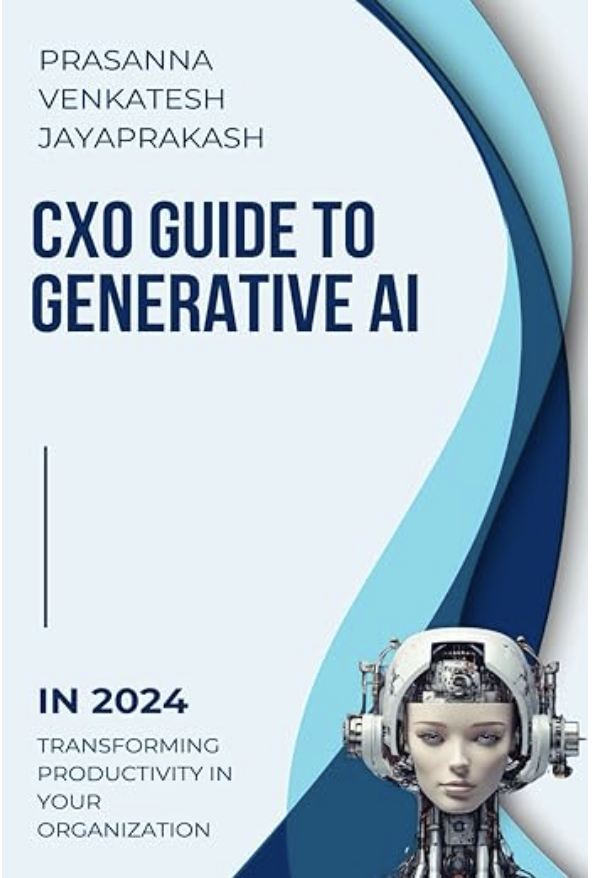 PRASANNA
VENKATESH
JAYAPRAKASH
CXO GUIDE TO
GENERATIVE AI
IN 2024
TRANSFORMING
PRODUCTIVITY IN
YOUR
ORGANIZATION